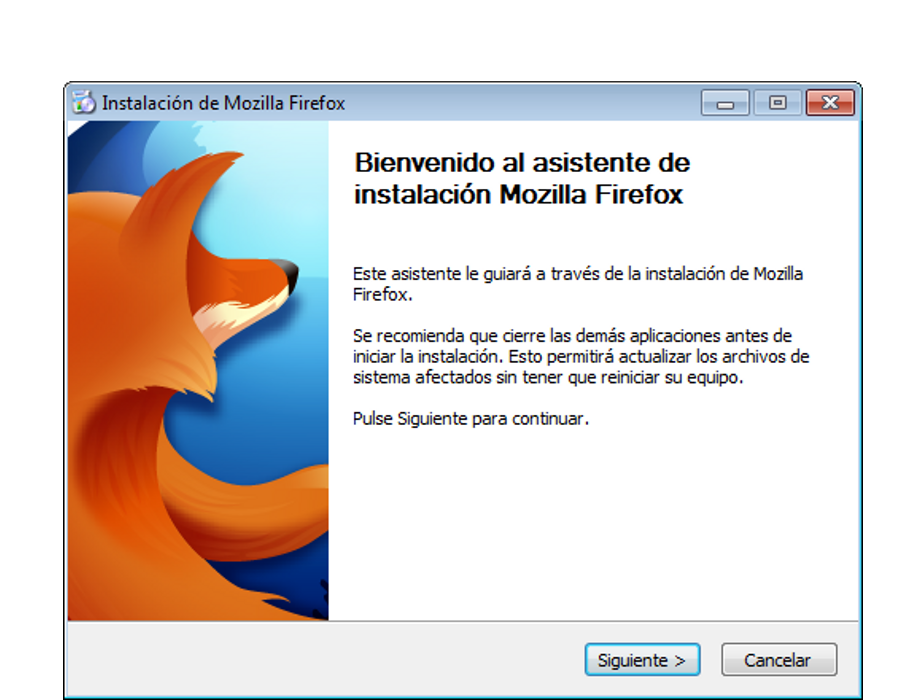 Instalación de Mozilla Firefox
Bienvenido al asistente de
instalación Mozilla Firefox
Este asistente le guiará a través de la instalación de Mozilla
Firefox.
Se recomienda que cierre las demás aplicaciones antes de
iniciar la instalación. Esto permitirá actualizar los archivos de
sistema afectados sin tener que reiniciar su equipo.
Pulse Siguiente para continuar.
Siguiente >
Cancelar